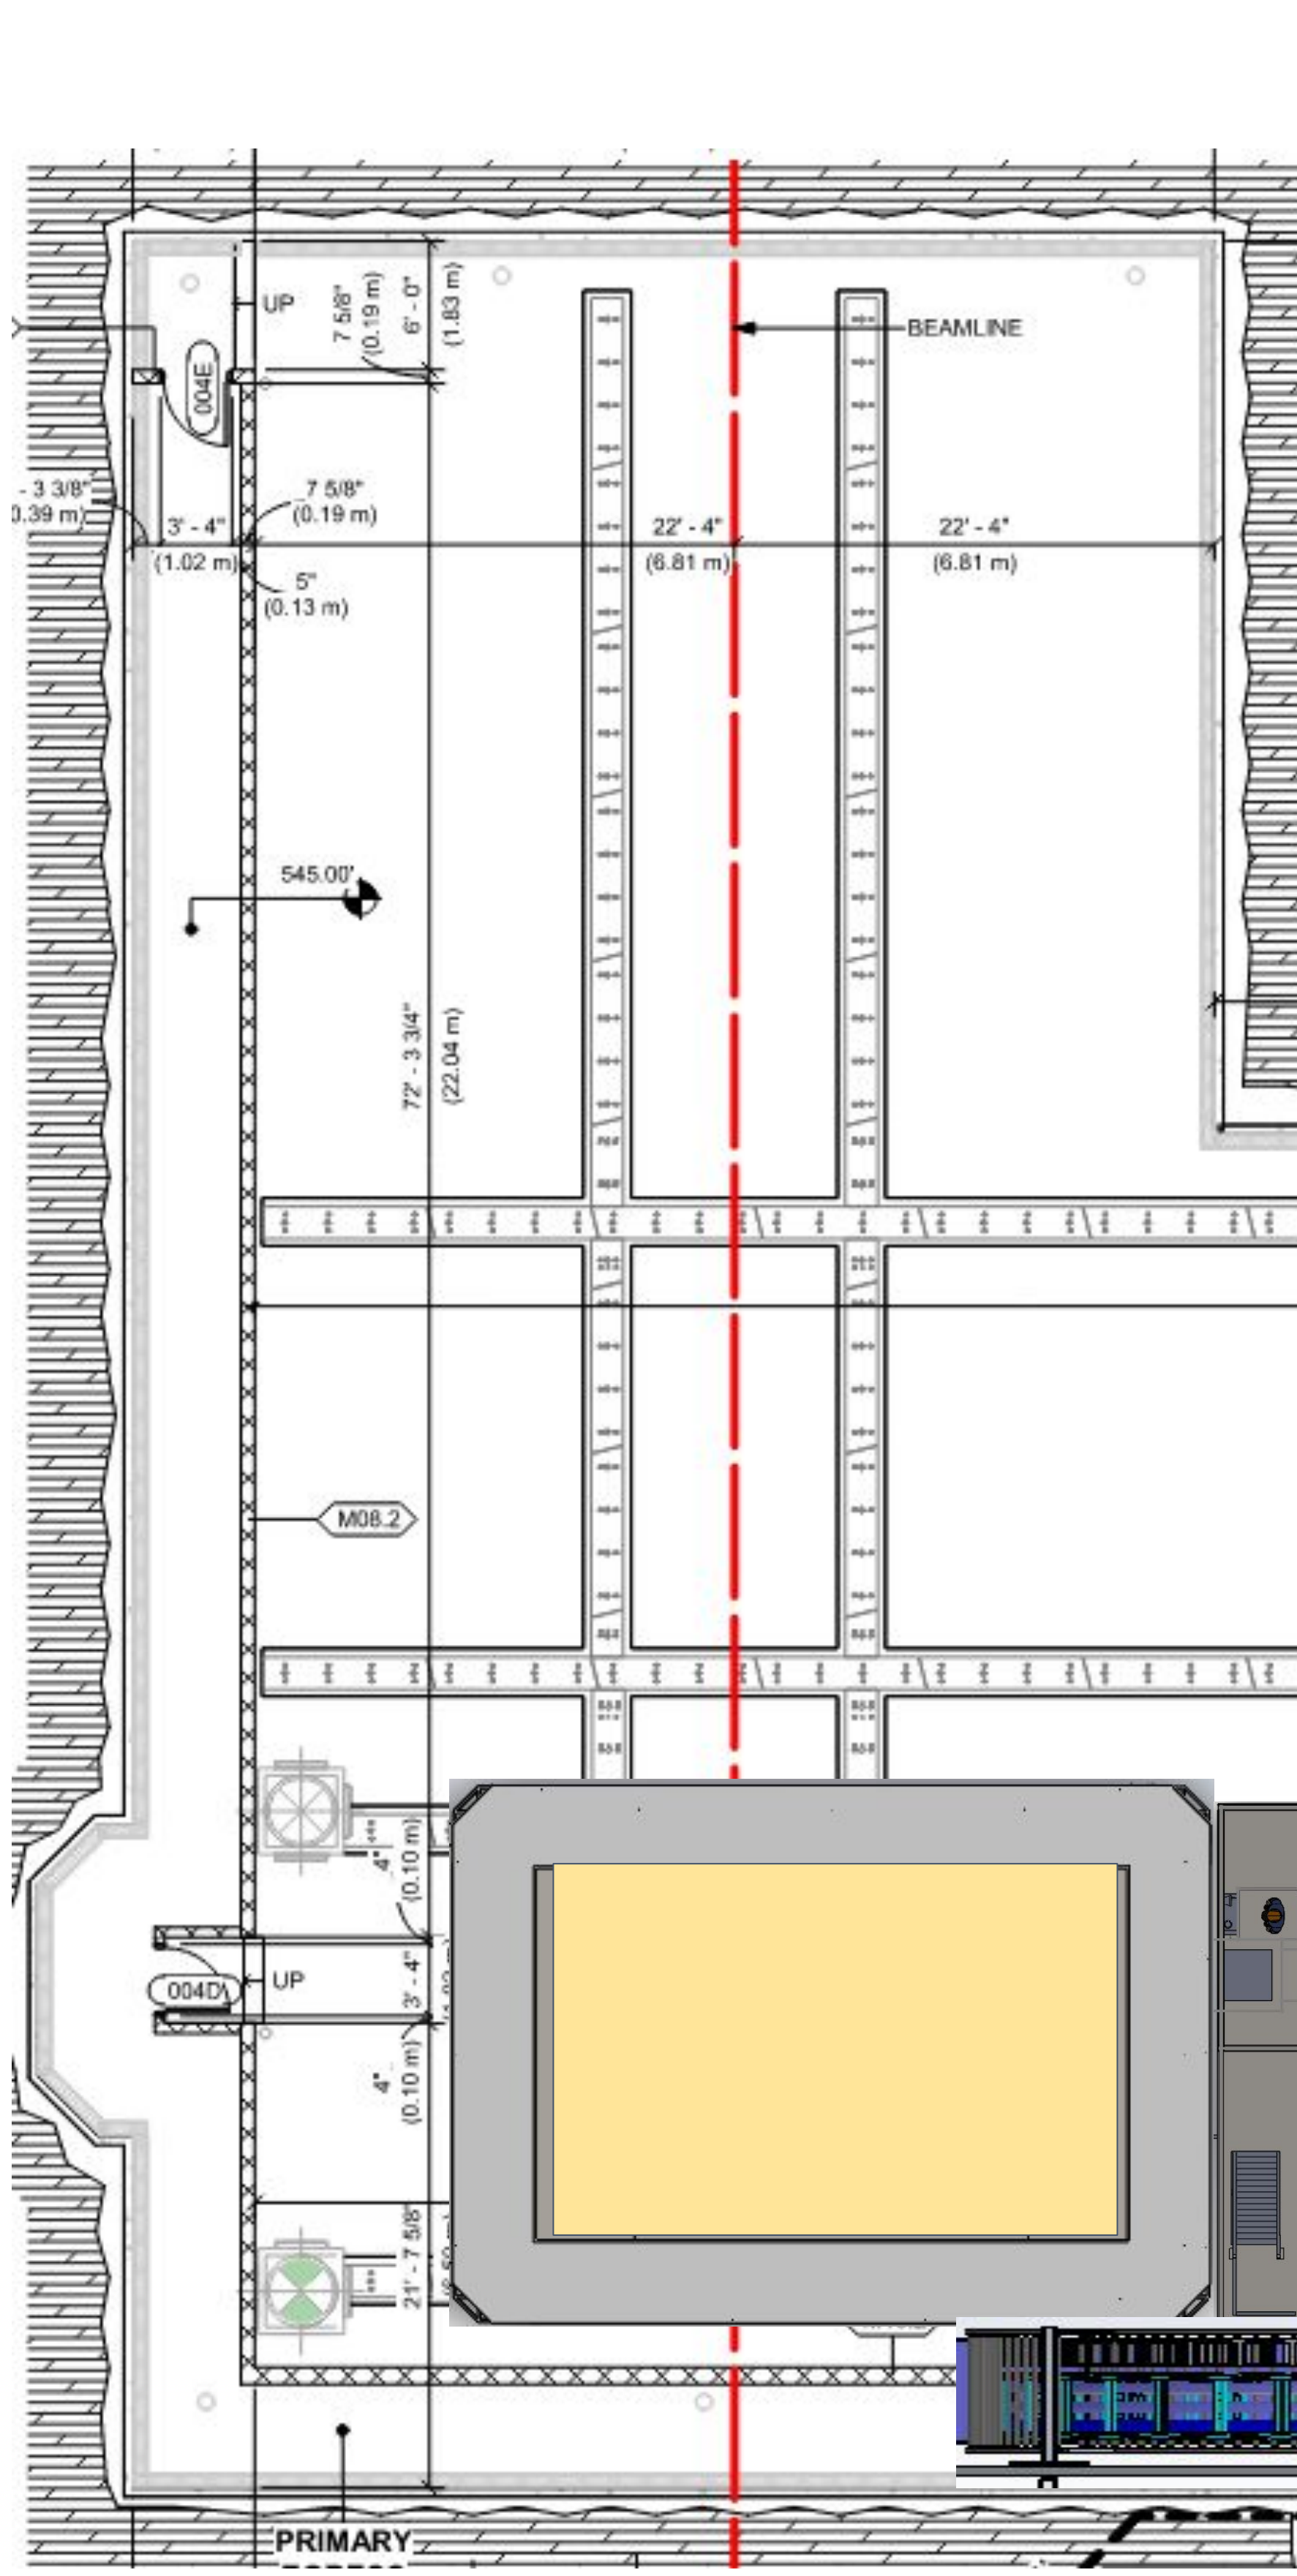 UP
7 5/8"
(0.19 m)
6' - 0"
(1.83 m)
BEAMLINE
004E
- 3 3/8"
0.39 m)
7 5/8"
(0.19 m)
3' - 4"
(1.02 m)
22' - 4"
(6.81 m)
22' - 4"
(6.81 m)
5"
(0.13 m)
545.00'
72' - 3 3/4"
(22.04 m)
M08.2
4"
(0.10 m)
004D
UP
3' - 4"
4"
(0.10 m)
21' - 7 5/8"
PRIMARY